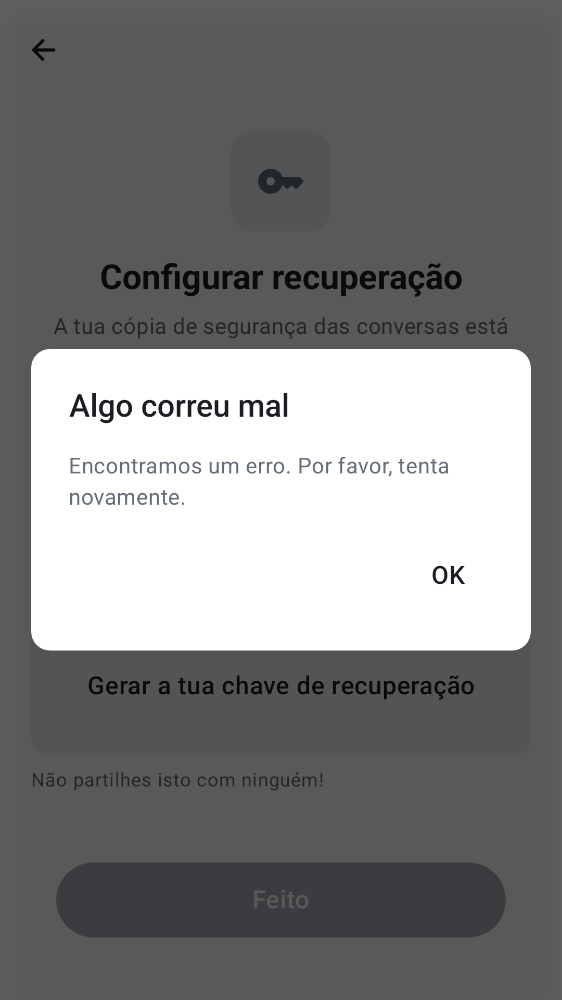 Configurar recuperação
A tua cópia de segurança das conversas está
Algo correu mal
Encontramos um erro. Por favor, tenta
novamente.
OK
Gerar a tua chave de recuperação
Não partilhes isto com ninguém!
Feito